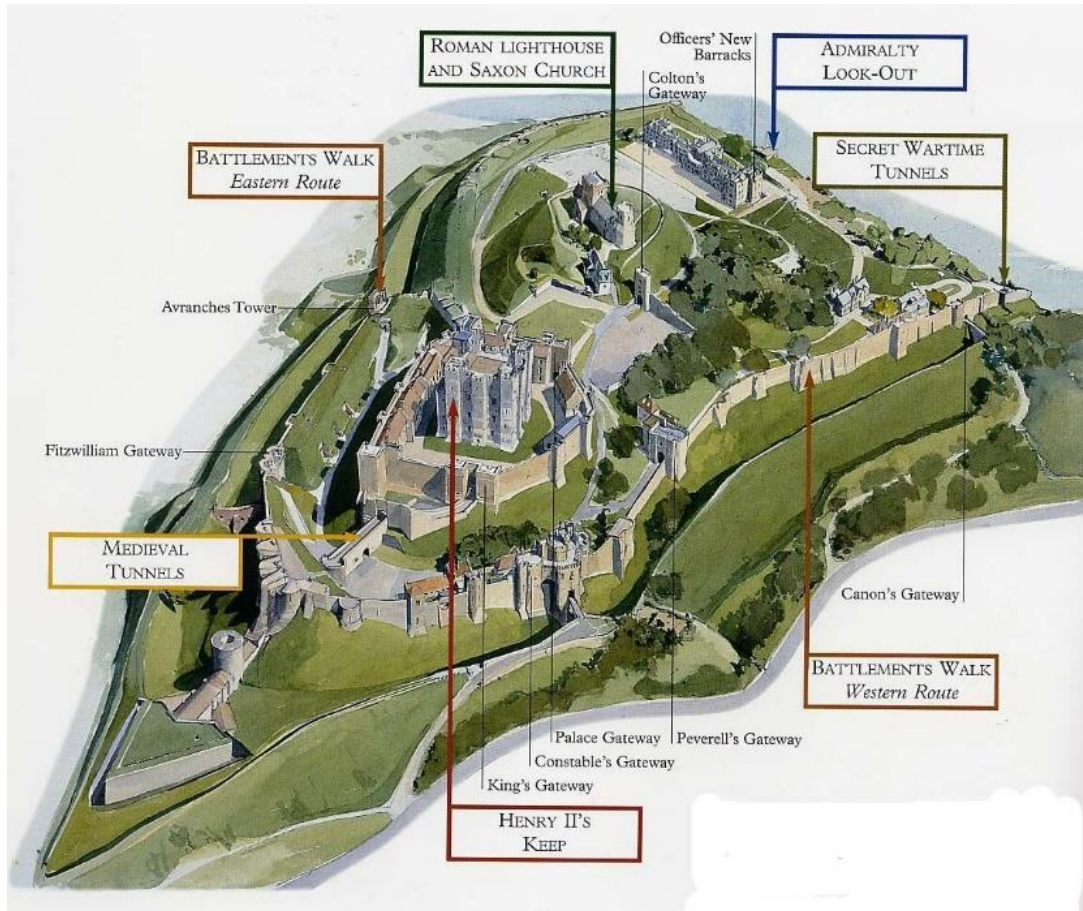 ROMAN LIGHTHOUSE
AND SAXON CHURCH
Officers' New
Barracks
Colton's
Gateway
ADMIRALTY
LOOK-OUT
SECRET WARTIME
TUNNELS
BATTLEMENTS WALK
Eastern Route
Avranches Tower
Fitzwilliam Gateway
MEDIEVAL
TUNNELS
Canon's Gateway
BATTLEMENTS WALK
Western Route
Palace Gateway
Peverell's Gateway
Constable's Gateway
King's Gateway
HENRY II'S
KEEP